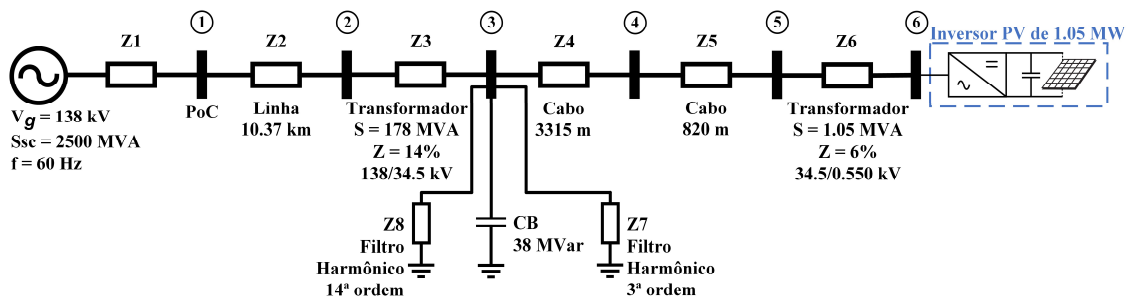 1
2
3
4
5
6
Z1
Z2
Z3
Z4
Z5
Z6
Inversor PV de 1.05 MW
Vg = 138 kV
Ssc = 2500 MVA
f = 60 Hz
PoC
Linha
10.37 km
Transformador
S = 178 MVA
Z = 14%
138/34.5 kV
Cabo
3315 m
Cabo
820 m
Transformador
S = 1.05 MVA
Z = 6%
34.5/0.550 kV
Z8
Filtro
Harmônico
14ª ordem
CB
38 MVar
Z7
Filtro
Harmônico
3ª ordem